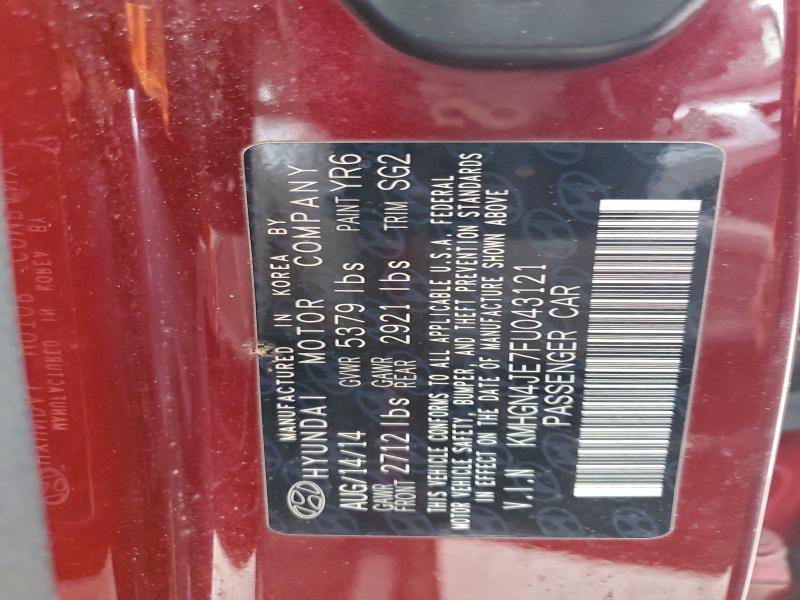 MANUFACTURED IN KOREA BY
HYUNDAI MOTOR COMPANY
AUG/14/14 GVWR 5379 lbs PAINT YR6
GAWR FRONT 2712 lbs GAWR REAR 2921 lbs TRIM SG2
THIS VEHICLE CONFORMS TO ALL APPLICABLE U.S.A. FEDERAL
MOTOR VEHICLE SAFETY, BUMPER, AND THEFT PREVENTION STANDARDS
IN EFFECT ON THE DATE OF MANUFACTURE SHOWN ABOVE
V.I.N KMHGN4JE7FU043121
PASSENGER CAR